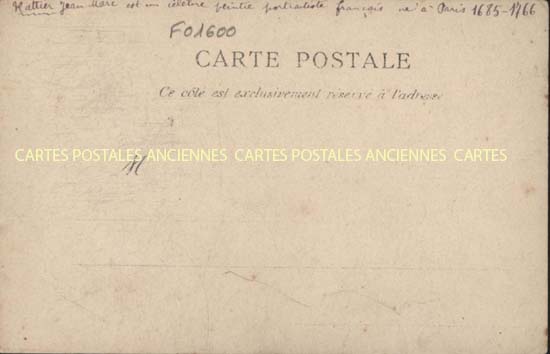 Nattier Jean Marc est un célèbre peintre portraitiste français né à Paris 1685-1766
F01600
CARTE POSTALE
Ce côté est exclusivement réservé à l'adresse
CARTES POSTALES ANCIENNES CARTES POSTALES ANCIENNES CARTES
M